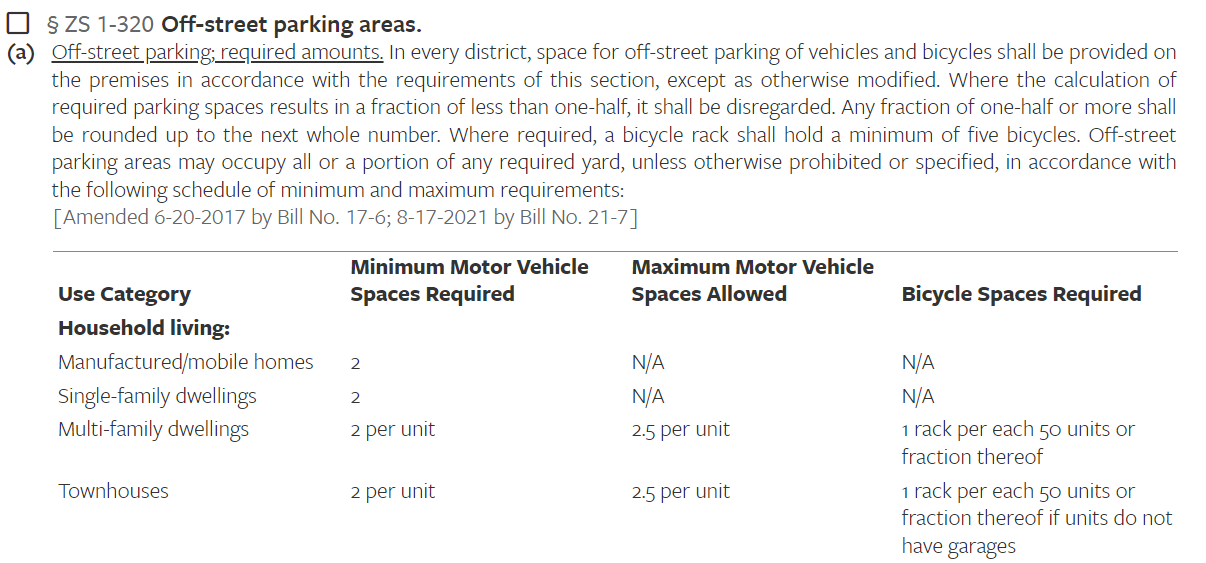 § ZS 1-320 Off-street parking areas.
(a) Off-street parking; required amounts. In every district, space for off-street parking of vehicles and bicycles shall be provided on
the premises in accordance with the requirements of this section, except as otherwise modified. Where the calculation of
required parking spaces results in a fraction of less than one-half, it shall be disregarded. Any fraction of one-half or more shall
be rounded up to the next whole number. Where required, a bicycle rack shall hold a minimum of five bicycles. Off-street
parking areas may occupy all or a portion of any required yard, unless otherwise prohibited or specified, in accordance with
the following schedule of minimum and maximum requirements:
[Amended 6-20-2017 by Bill No. 17-6; 8-17-2021 by Bill No. 21-7]
Minimum Motor Vehicle Maximum Motor Vehicle
Use Category Spaces Required Spaces Allowed Bicycle Spaces Required
Household living:
Manufactured/mobile homes 2 N/A N/A
Single-family dwellings 2 N/A N/A
Multi-family dwellings 2 per unit 2.5 per unit 1 rack per each 50 units or
fraction thereof
Townhouses 2 per unit 2.5 per unit 1 rack per each 50 units or
fraction thereof if units do not
have garages